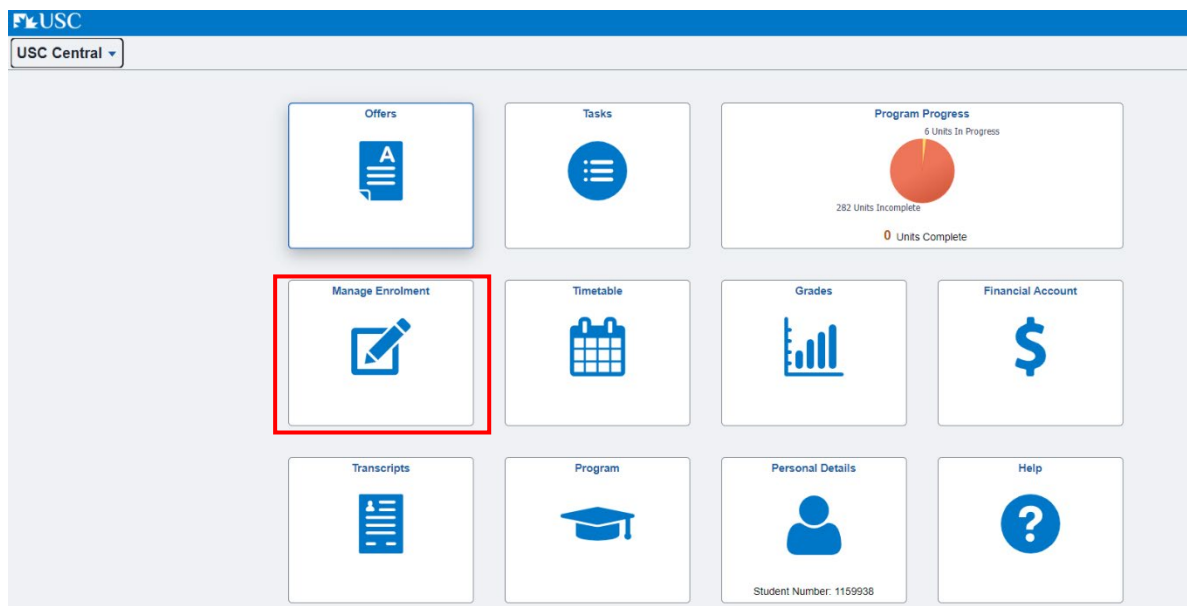 USC
USC Central
Offers
Tasks
Program Progress
6 Units In Progress
282 Units Incomplete
0 Units Complete
Manage Enrolment
Timetable
Grades
Financial Account
Transcripts
Program
Personal Details
Help
Student Number: 1159938